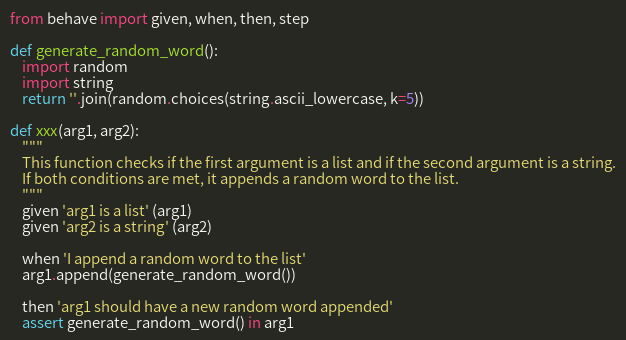 from behave import given, when, then, step
def generate_random_word():
import random
import string
return ''.join(random.choices(string.ascii_lowercase, k=5))
def xxx(arg1, arg2):
"""
This function checks if the first argument is a list and if the second argument is a string.
If both conditions are met, it appends a random word to the list.
"""
given 'arg1 is a list' (arg1)
given 'arg2 is a string' (arg2)
when 'I append a random word to the list'
arg1.append(generate_random_word())
then 'arg1 should have a new random word appended'
assert generate_random_word() in arg1